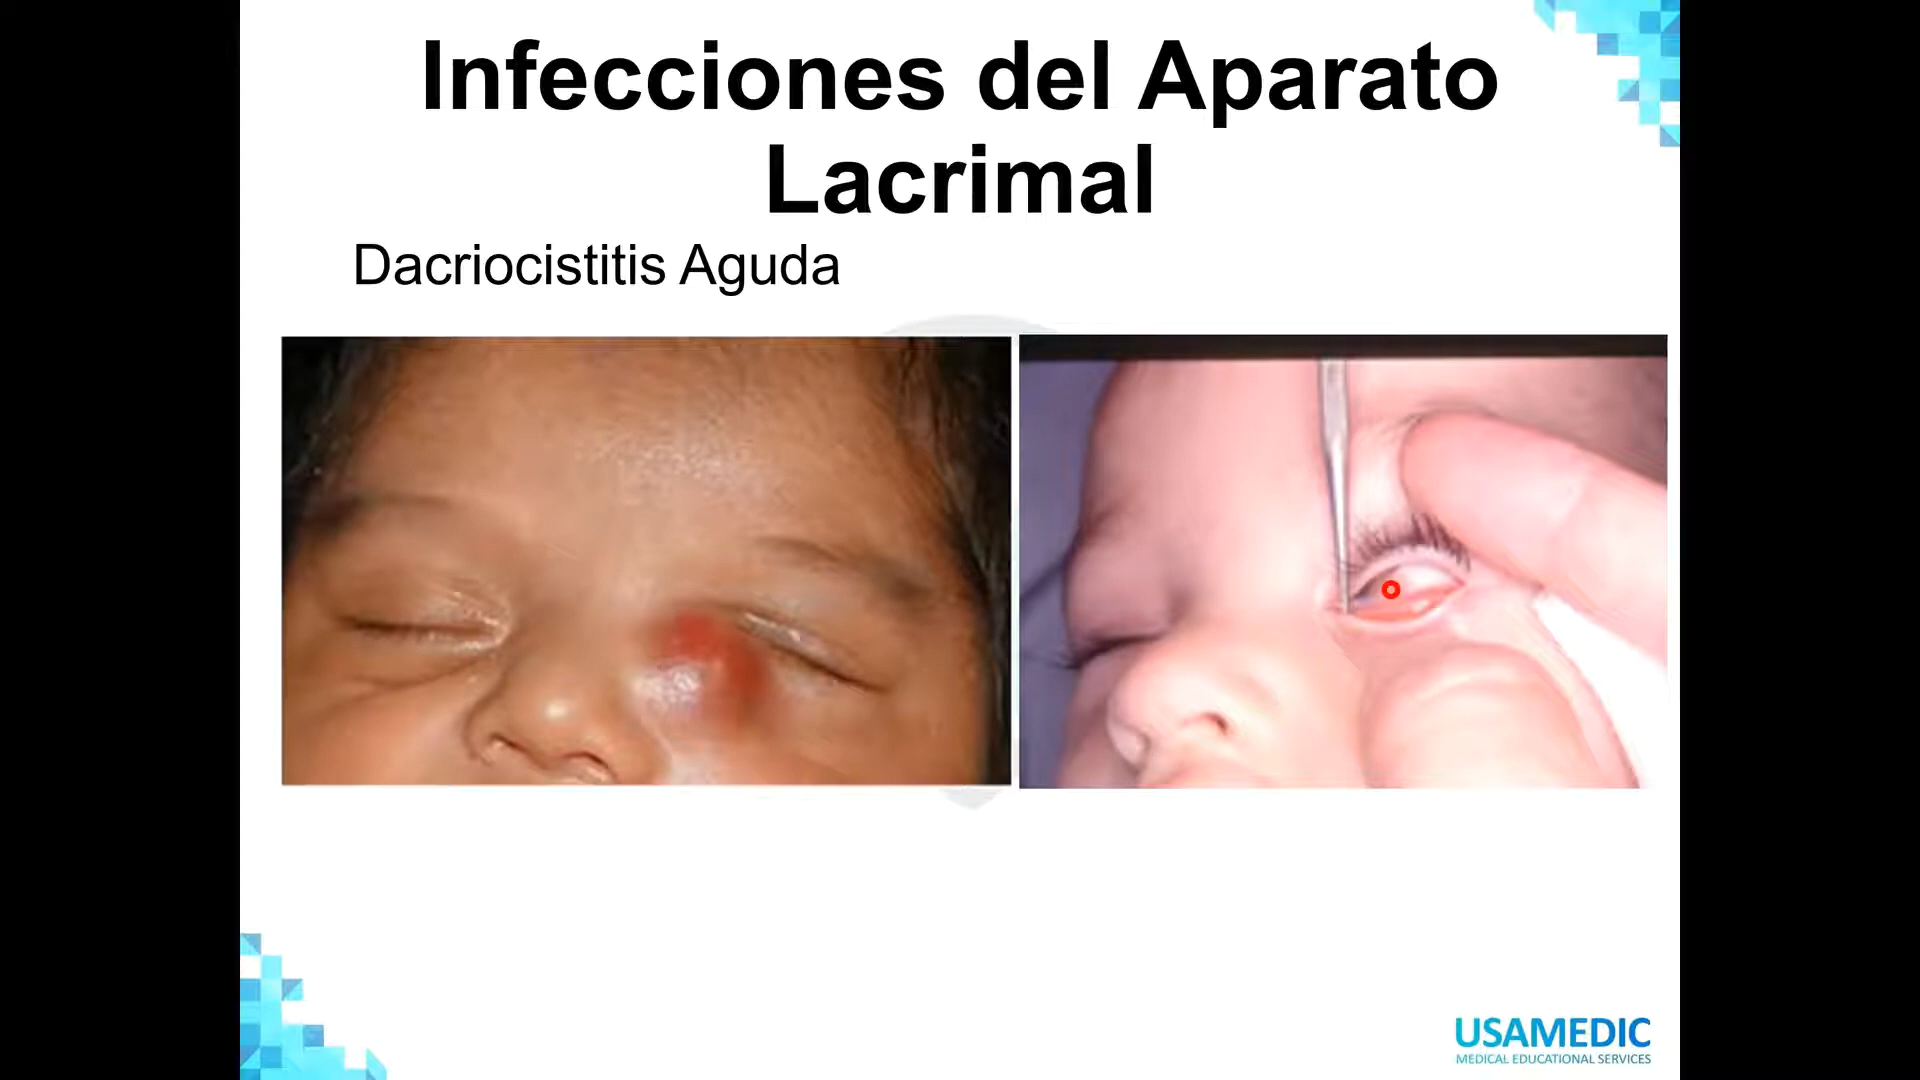 Infecciones del Aparato
Lacrimal
Dacriocistitis Aguda
USAMEDIC
MEDICAL EDUCATIONAL SERVICES